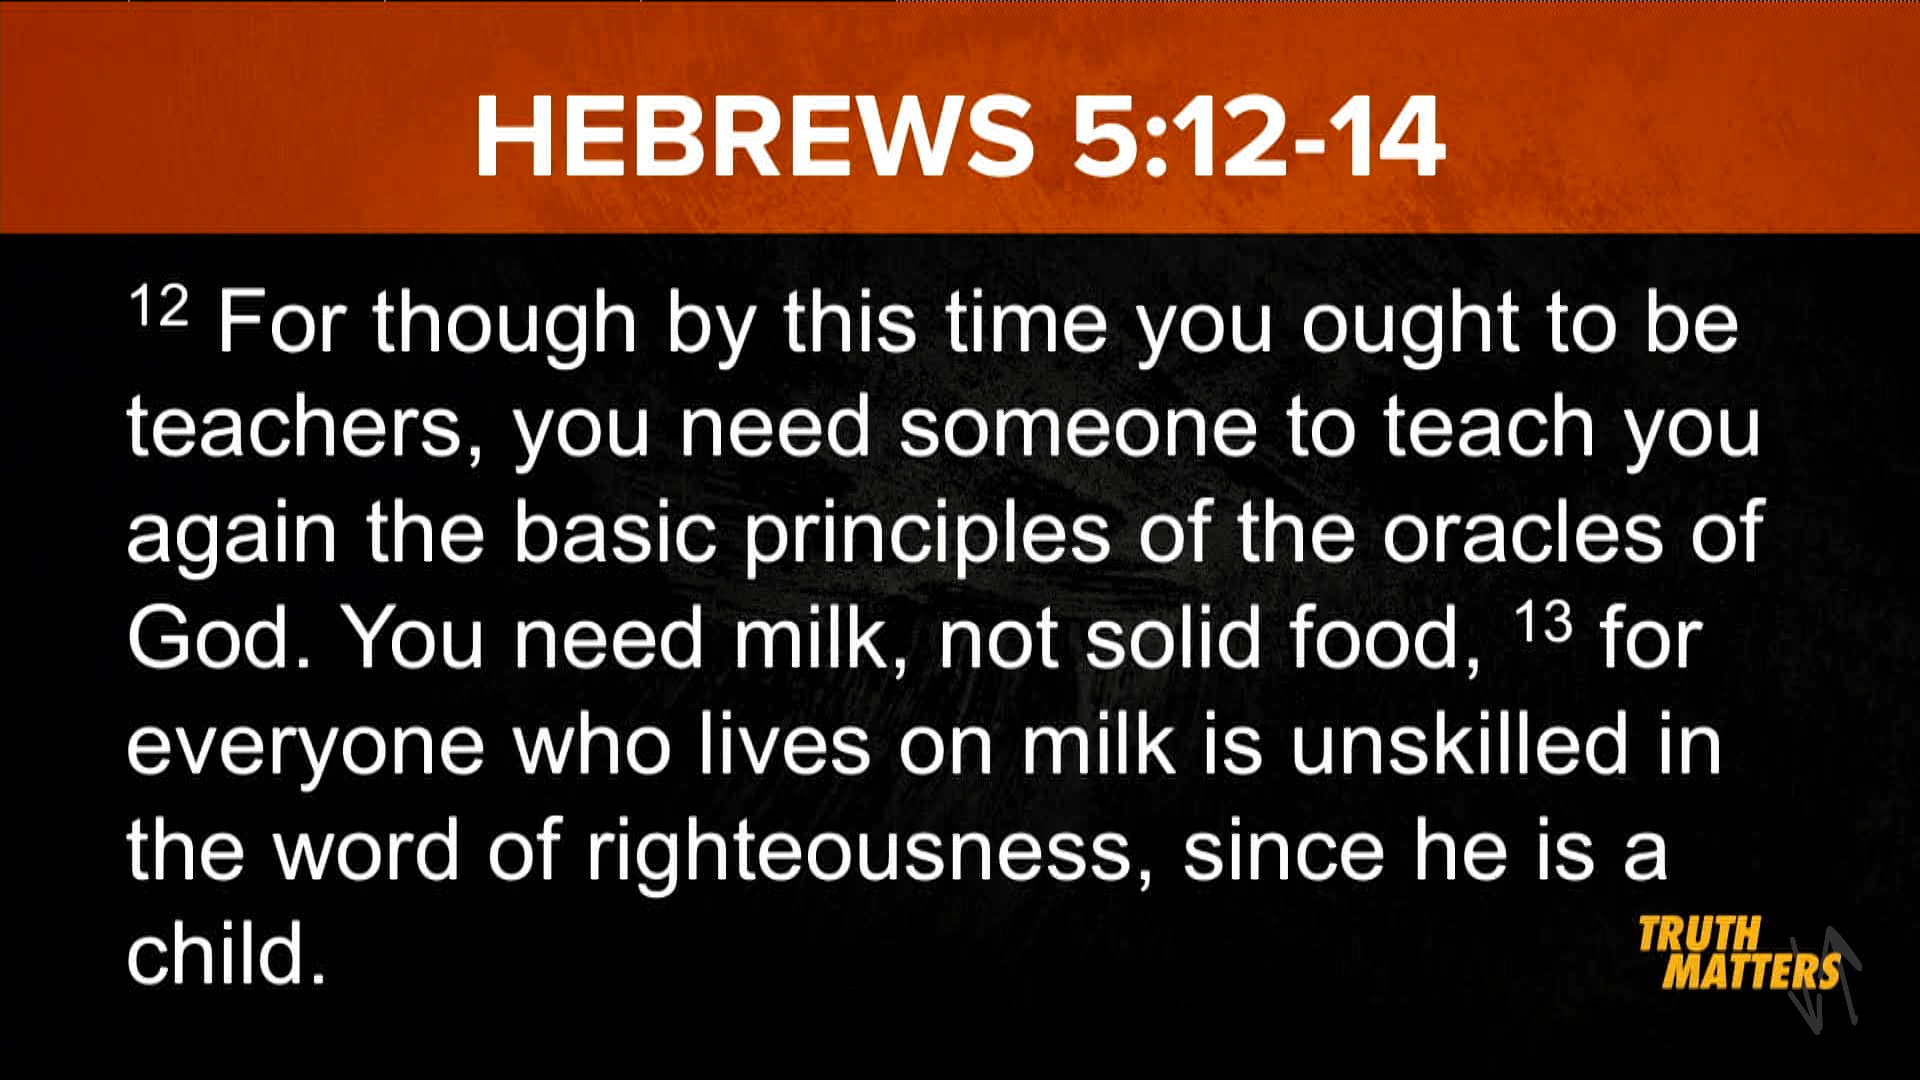 HEBREWS 5:12-14
12 For though by this time you ought to be
teachers, you need someone to teach you
again the basic principles of the oracles of
God. You need milk, not solid food, 13 for
everyone who lives on milk is unskilled in
the word of righteousness, since he is a
child.
TRUTH
MATTERS